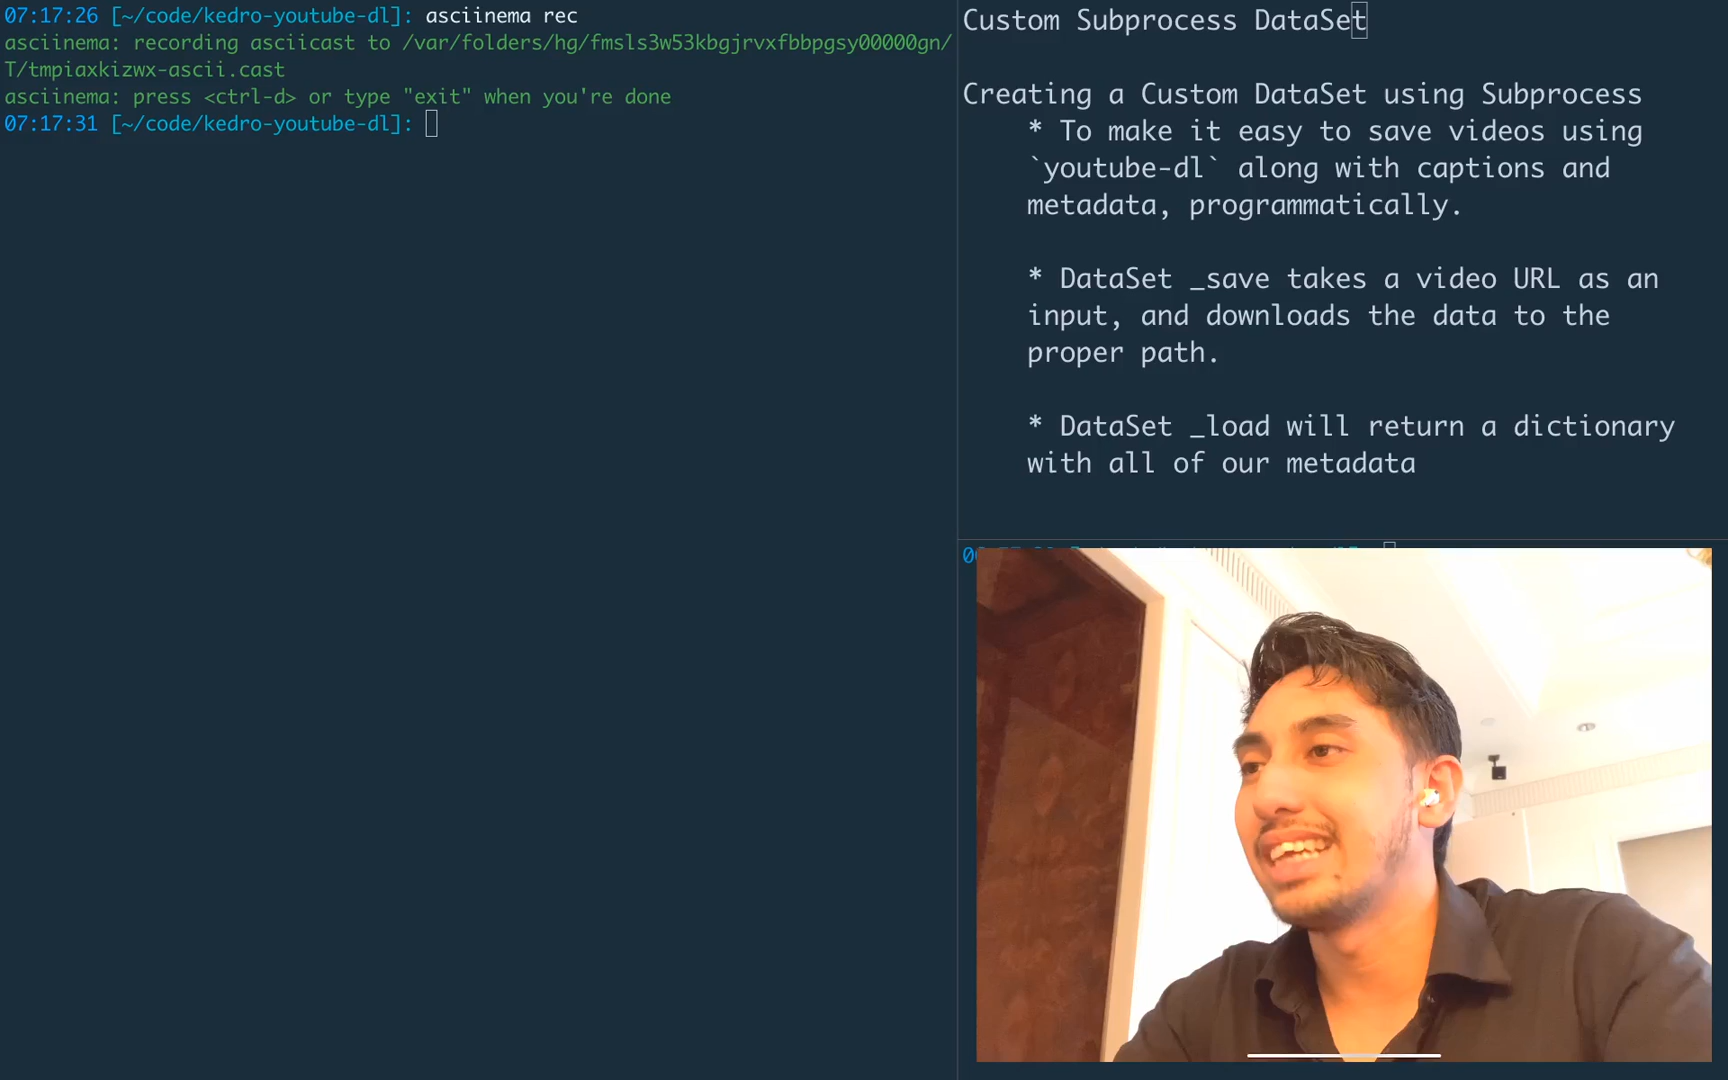 07:17:26 [~/code/kedro-youtube-dl]: asciinema rec
asciinema: recording asciicast to /var/folders/hg/fmsls3w53kbgjrvxfbbpgsy00000gn/
T/tmpiaxkizwx-ascii.cast
asciinema: press <ctrl-d> or type "exit" when you're done
07:17:31 [~/code/kedro-youtube-dl]:
Custom Subprocess DataSet
Creating a Custom DataSet using Subprocess
* To make it easy to save videos using
`youtube-dl` along with captions and
metadata, programmatically.
* DataSet _save takes a video URL as an
input, and downloads the data to the
proper path.
* DataSet _load will return a dictionary
with all of our metadata